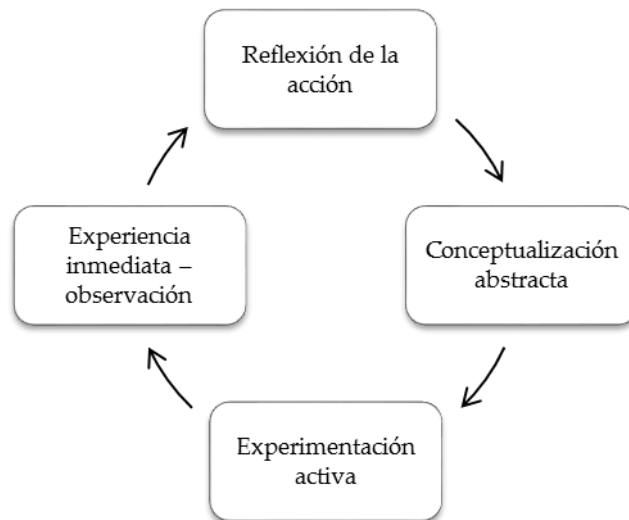 Reflexión de la
acción
Experiencia
inmediata –
observación
Conceptualización
abstracta
Experimentación
activa